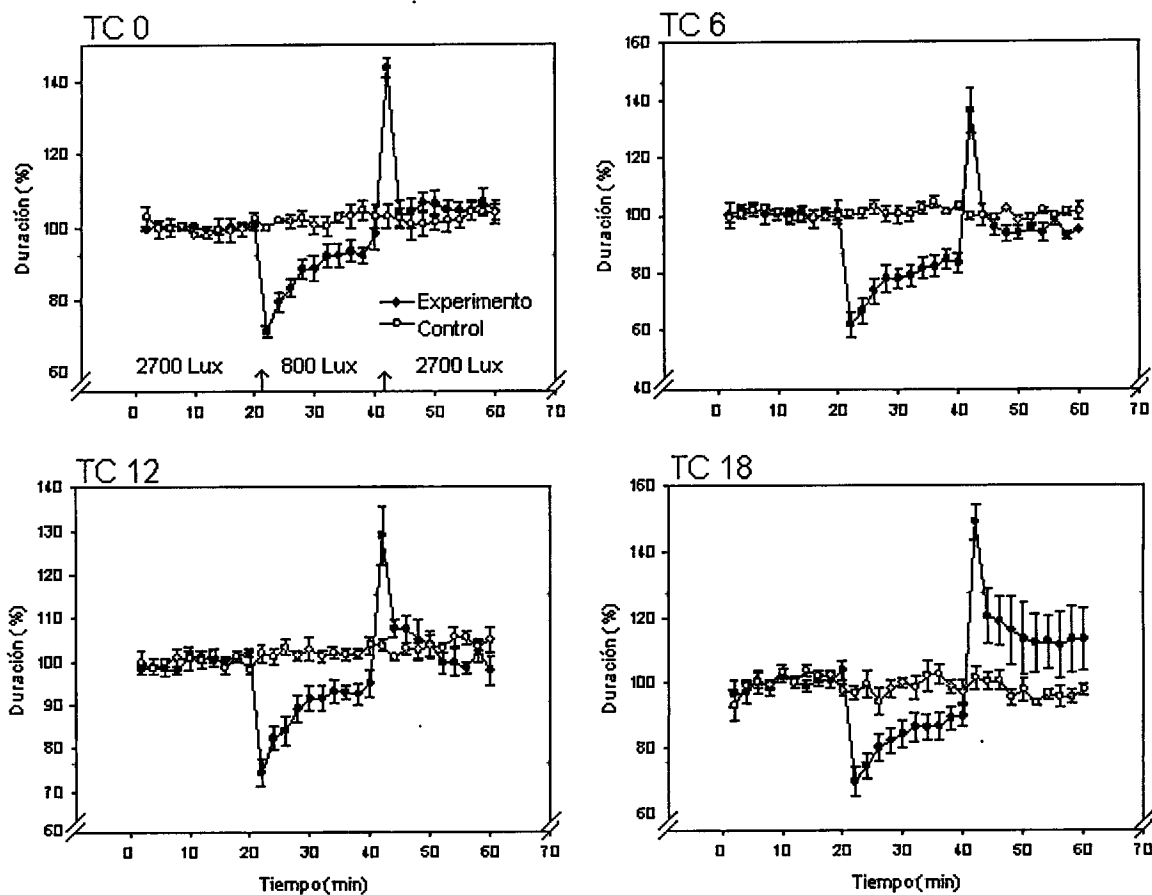 TC 0
140
120
100
80
60
Duración (%)
Experimento
Control
2700 Lux
800 Lux
2700 Lux
0 10 20 30 40 50 60 70
TC 6
160
140
120
100
80
60
40
Duración (%)
0 10 20 30 40 50 60 70
TC 12
140
130
120
110
100
90
80
70
60
Duración (%)
0 10 20 30 40 50 60 70
Tiempo (min)
TC 18
160
140
120
100
80
60
Duración (%)
0 10 20 30 40 50 60 70
Tiempo (min)